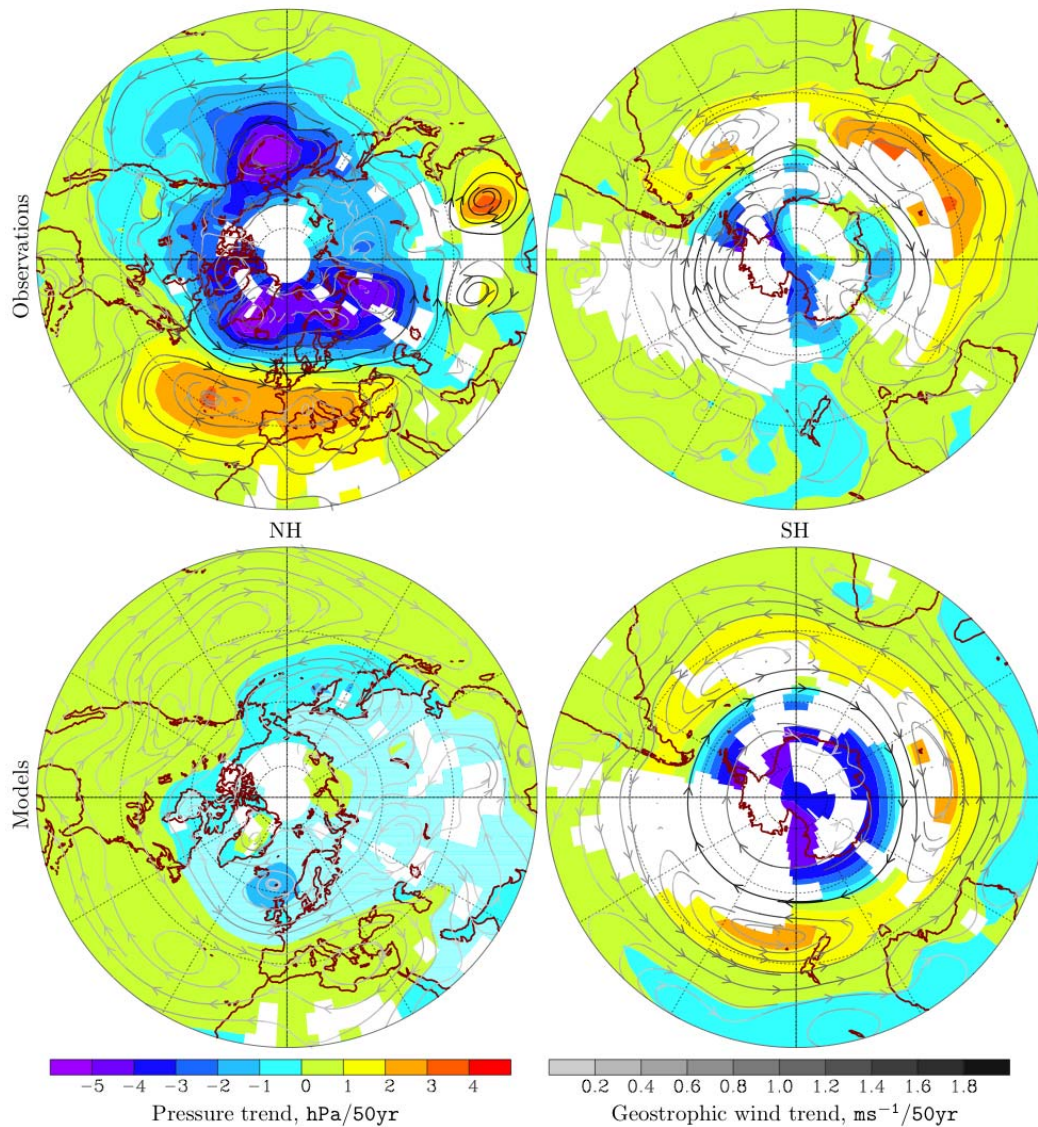 Observations
NH
SH
Models
−5 −4 −3 −2 −1 0 1 2 3 4
0.2 0.4 0.6 0.8 1.0 1.2 1.4 1.6 1.8
Pressure trend, hPa/50yr
Geostrophic wind trend, ms⁻¹/50yr